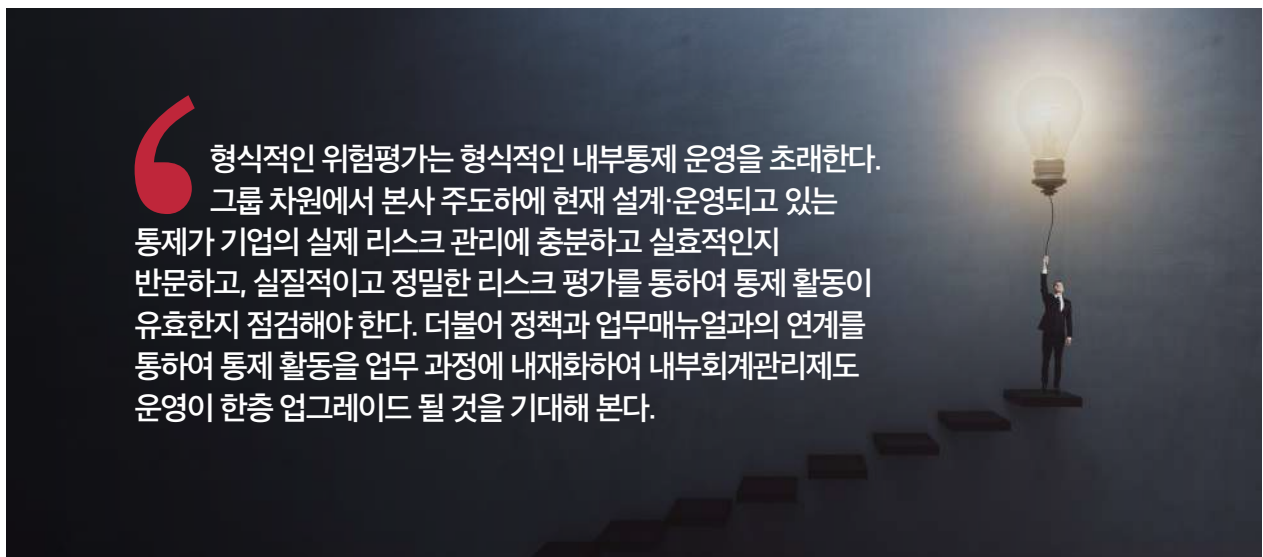 ‘
형식적인 위험평가는 형식적인 내부통제 운영을 초래한다.
그룹 차원에서 본사 주도하에 현재 설계·운영되고 있는
통제가 기업의 실제 리스크 관리에 충분하고 실효적인지
반문하고, 실질적이고 정밀한 리스크 평가를 통하여 통제 활동이
유효한지 점검해야 한다. 더불어 정책과 업무매뉴얼과의 연계를
통하여 통제 활동을 업무 과정에 내재화하여 내부회계관리제도
운영이 한층 업그레이드 될 것을 기대해 본다.